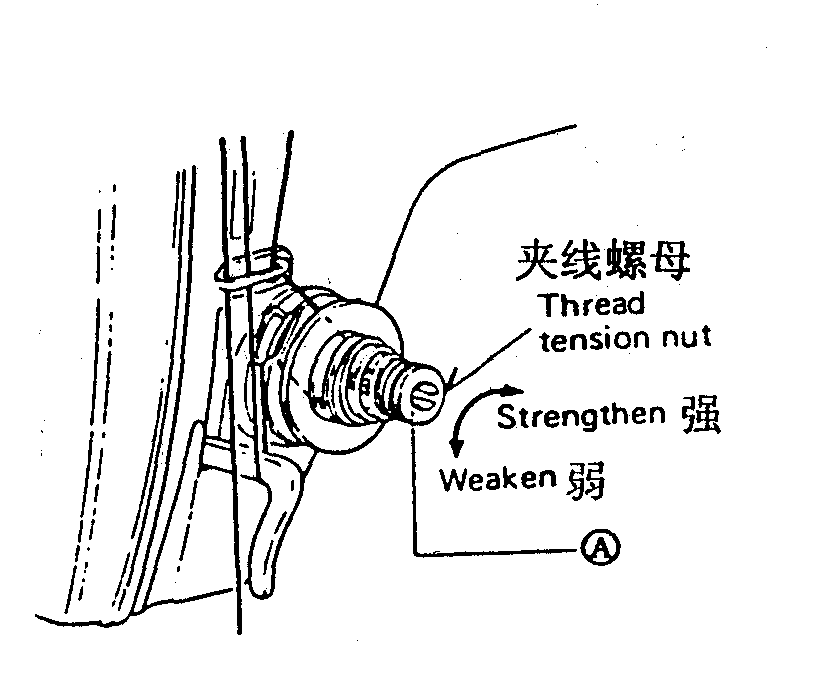 夹线螺母
Thread
tension nut
Strengthen 强
Weaken 弱
Ⓐ